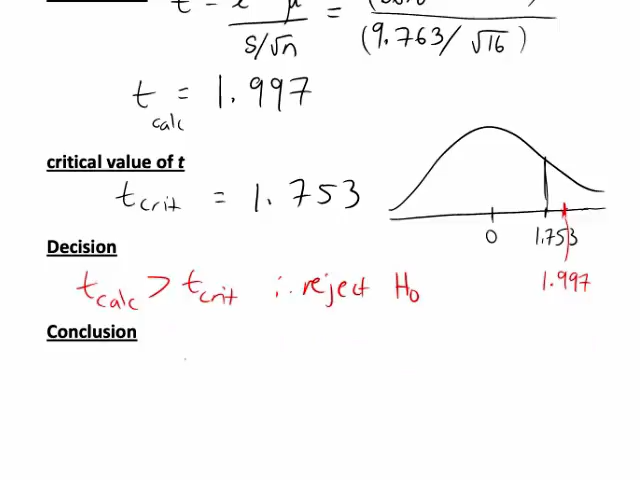 t = = 
s/√n (9.763/√16)
t calc = 1.997
critical value of t
t crit = 1.753
0 1.753
1.997
Decision
t calc > t crit ∴ reject H0
Conclusion